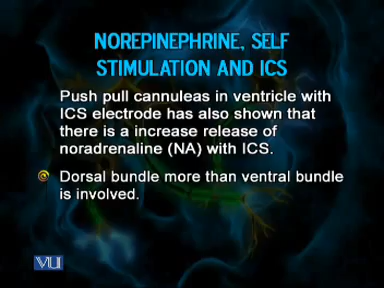 NOREPINEPHRINE, SELF
STIMULATION AND ICS
Push pull cannuleas in ventricle with
ICS electrode has also shown that
there is a increase release of
noradrenaline (NA) with ICS.
Dorsal bundle more than ventral bundle
is involved.
VU